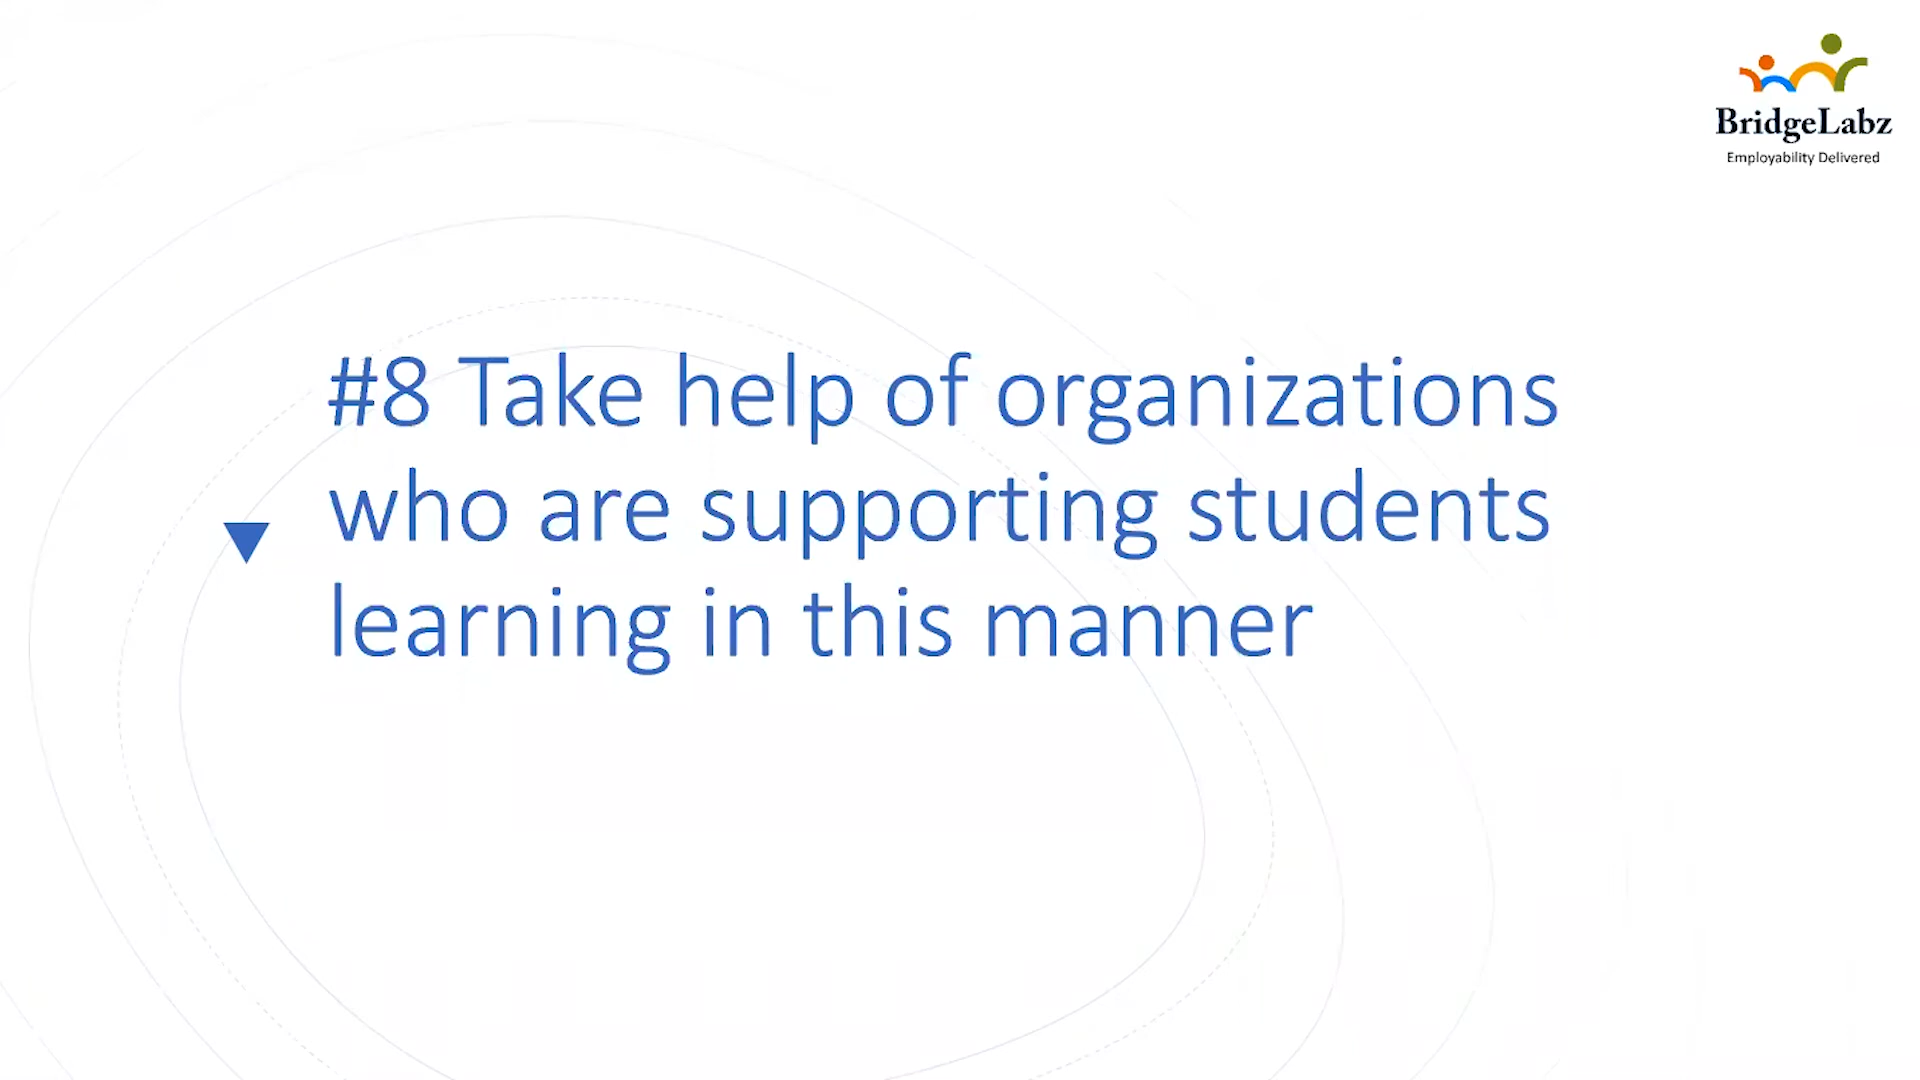 BridgeLabz
Employability Delivered
#8 Take help of organizations
who are supporting students
learning in this manner